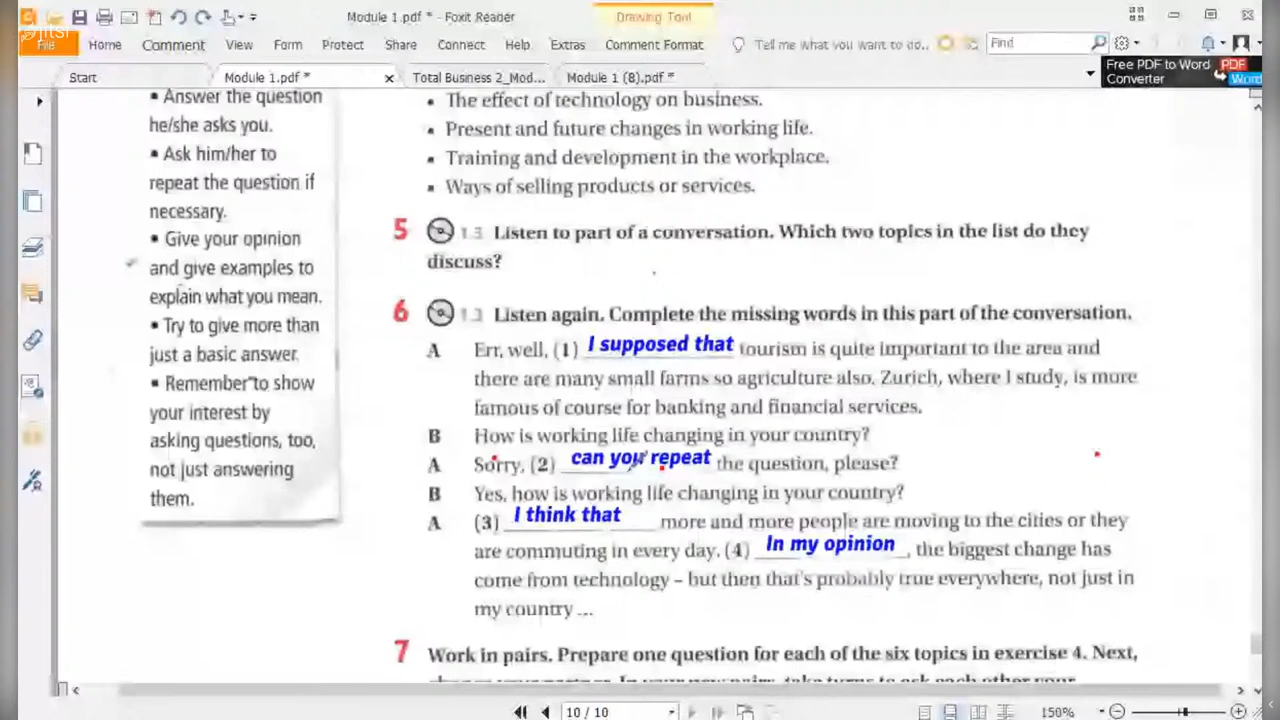 Module 1.pdf * - Foxit Reader
Drawing Tool
Jitsi
File
Home
Comment
View
Form
Protect
Share
Connect
Help
Extras
Comment Format
Tell me what you want to do..
Find
Start
Module 1.pdf *
Total Business 2_Mod...
Module 1 (8).pdf *
Free PDF to Word
Converter
PDF
Word
• Answer the question
he/she asks you.
• Ask him/her to
repeat the question if
necessary.
• Give your opinion
and give examples to
explain what you mean.
• Try to give more than
just a basic answer.
• Remember to show
your interest by
asking questions, too,
not just answering
them.
▪ The effect of technology on business.
▪ Present and future changes in working life.
▪ Training and development in the workplace.
▪ Ways of selling products or services.
5 1.3 Listen to part of a conversation. Which two topics in the list do they
discuss?
6 1.3 Listen again. Complete the missing words in this part of the conversation.
A Err, well, (1) I supposed that tourism is quite important to the area and
there are many small farms so agriculture also. Zurich, where I study, is more
famous of course for banking and financial services.
B How is working life changing in your country?
A Sorry, (2) can you repeat the question, please?
B Yes, how is working life changing in your country?
A (3) I think that more and more people are moving to the cities or they
are commuting in every day. (4) In my opinion, the biggest change has
come from technology – but then that's probably true everywhere, not just in
my country ...
7 Work in pairs. Prepare one question for each of the six topics in exercise 4. Next,
10 / 10
150%